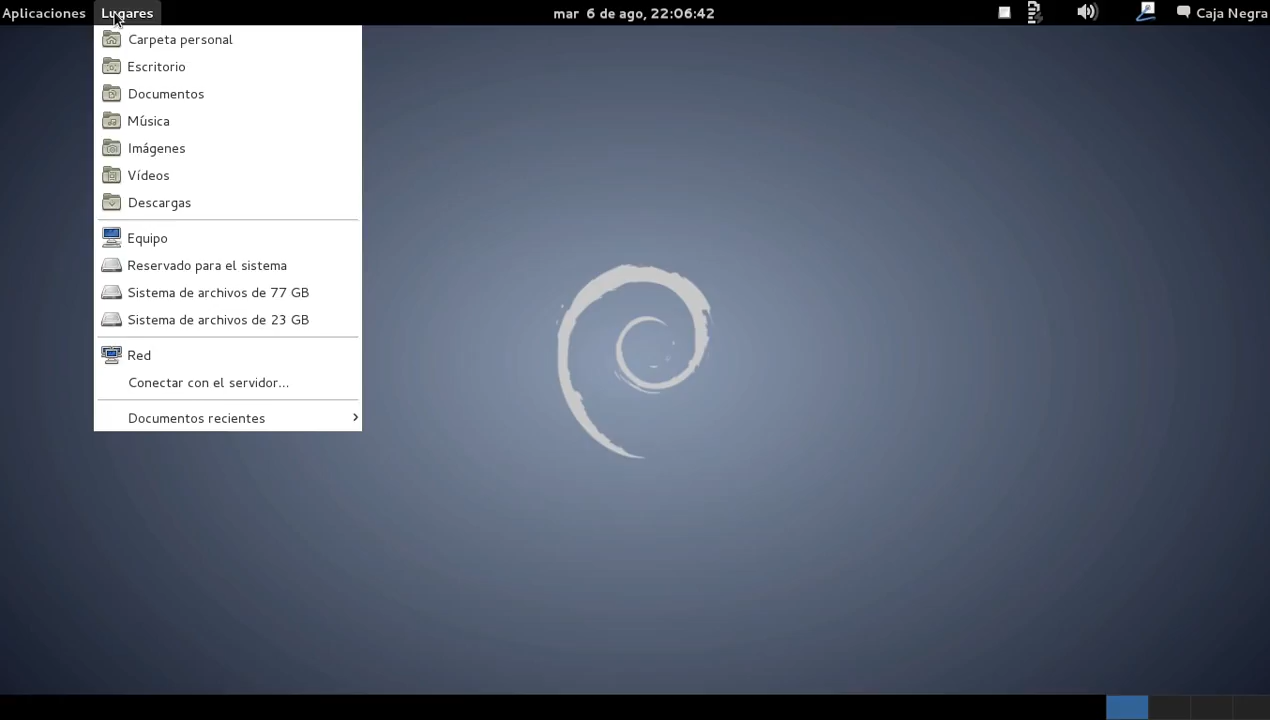 Aplicaciones Lugares mar 6 de ago, 22:06:42 Caja Negra
Carpeta personal
Escritorio
Documentos
Música
Imágenes
Vídeos
Descargas
Equipo
Reservado para el sistema
Sistema de archivos de 77 GB
Sistema de archivos de 23 GB
Red
Conectar con el servidor...
Documentos recientes